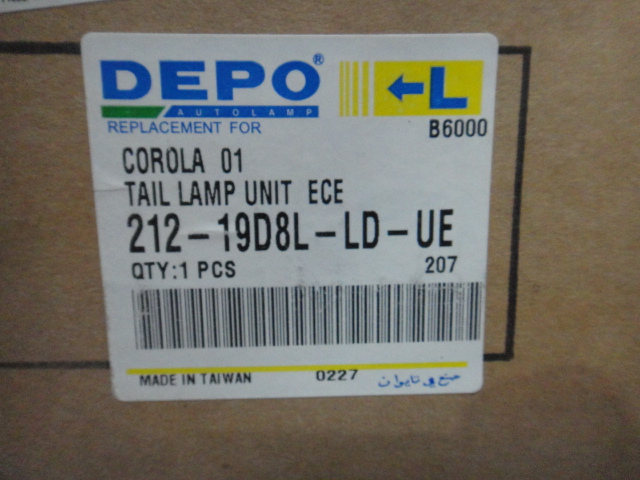 DEPO®
AUTOLAMP
REPLACEMENT FOR
←L
B6000
COROLA 01
TAIL LAMP UNIT ECE
212-19D8L-LD-UE
QTY:1 PCS 207
MADE IN TAIWAN 0227 صنع في تايوان